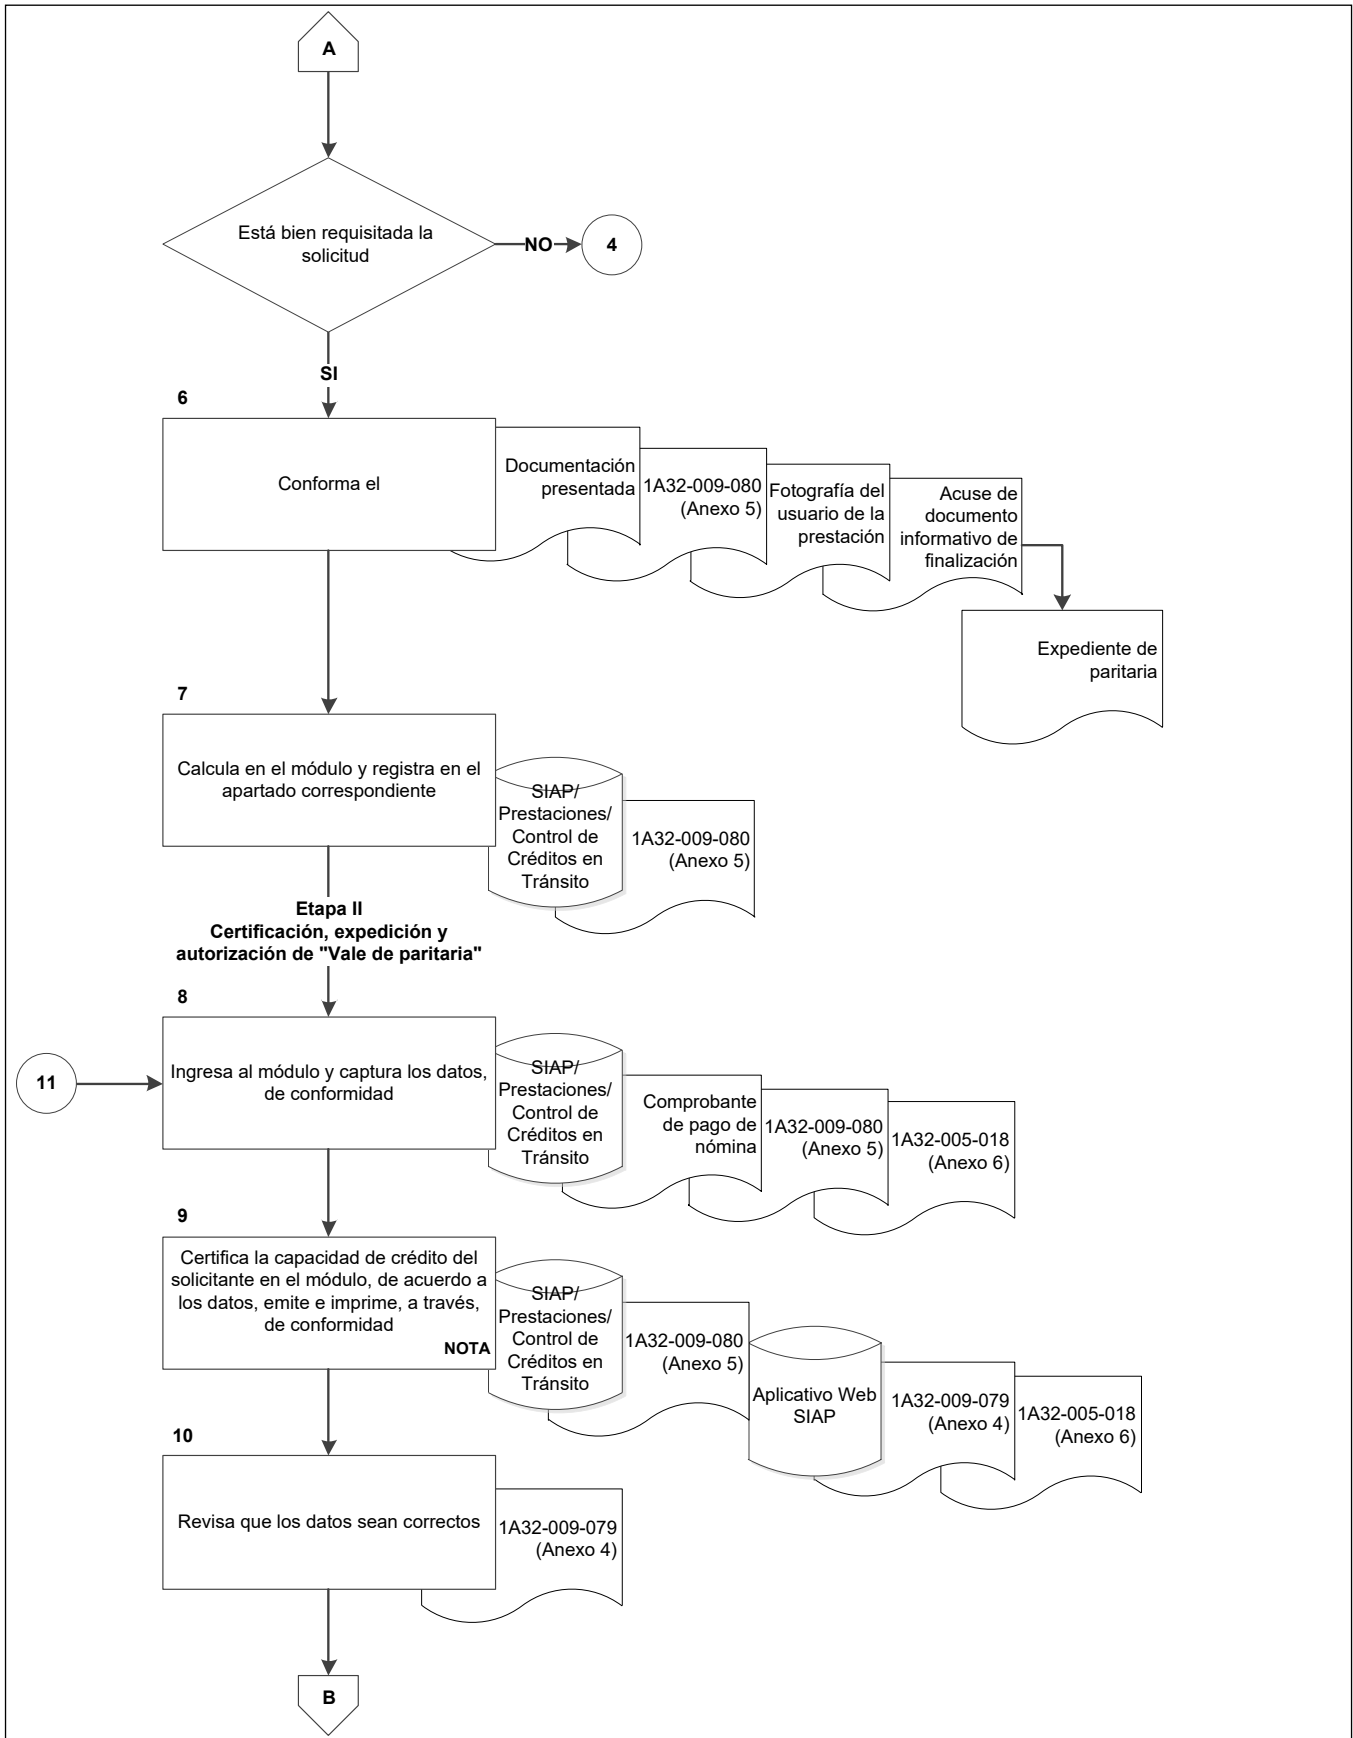 A
Está bien requisitada la
solicitud
NO
4
SI
6
Conforma el
Documentación
presentada
1A32-009-080
(Anexo 5)
Fotografía del
usuario de la
prestación
Acuse de
documento
informativo de
finalización
Expediente de
paritaria
7
Calcula en el módulo y registra en el
apartado correspondiente
SIAP/
Prestaciones/
Control de
Créditos en
Tránsito
1A32-009-080
(Anexo 5)
Etapa II
Certificación, expedición y
autorización de "Vale de paritaria"
8
11
Ingresa al módulo y captura los datos,
de conformidad
SIAP/
Prestaciones/
Control de
Créditos en
Tránsito
Comprobante
de pago de
nómina
1A32-009-080
(Anexo 5)
1A32-005-018
(Anexo 6)
9
Certifica la capacidad de crédito del
solicitante en el módulo, de acuerdo a
los datos, emite e imprime, a través,
de conformidad
NOTA
SIAP/
Prestaciones/
Control de
Créditos en
Tránsito
1A32-009-080
(Anexo 5)
Aplicativo Web
SIAP
1A32-009-079
(Anexo 4)
1A32-005-018
(Anexo 6)
10
Revisa que los datos sean correctos
1A32-009-079
(Anexo 4)
B